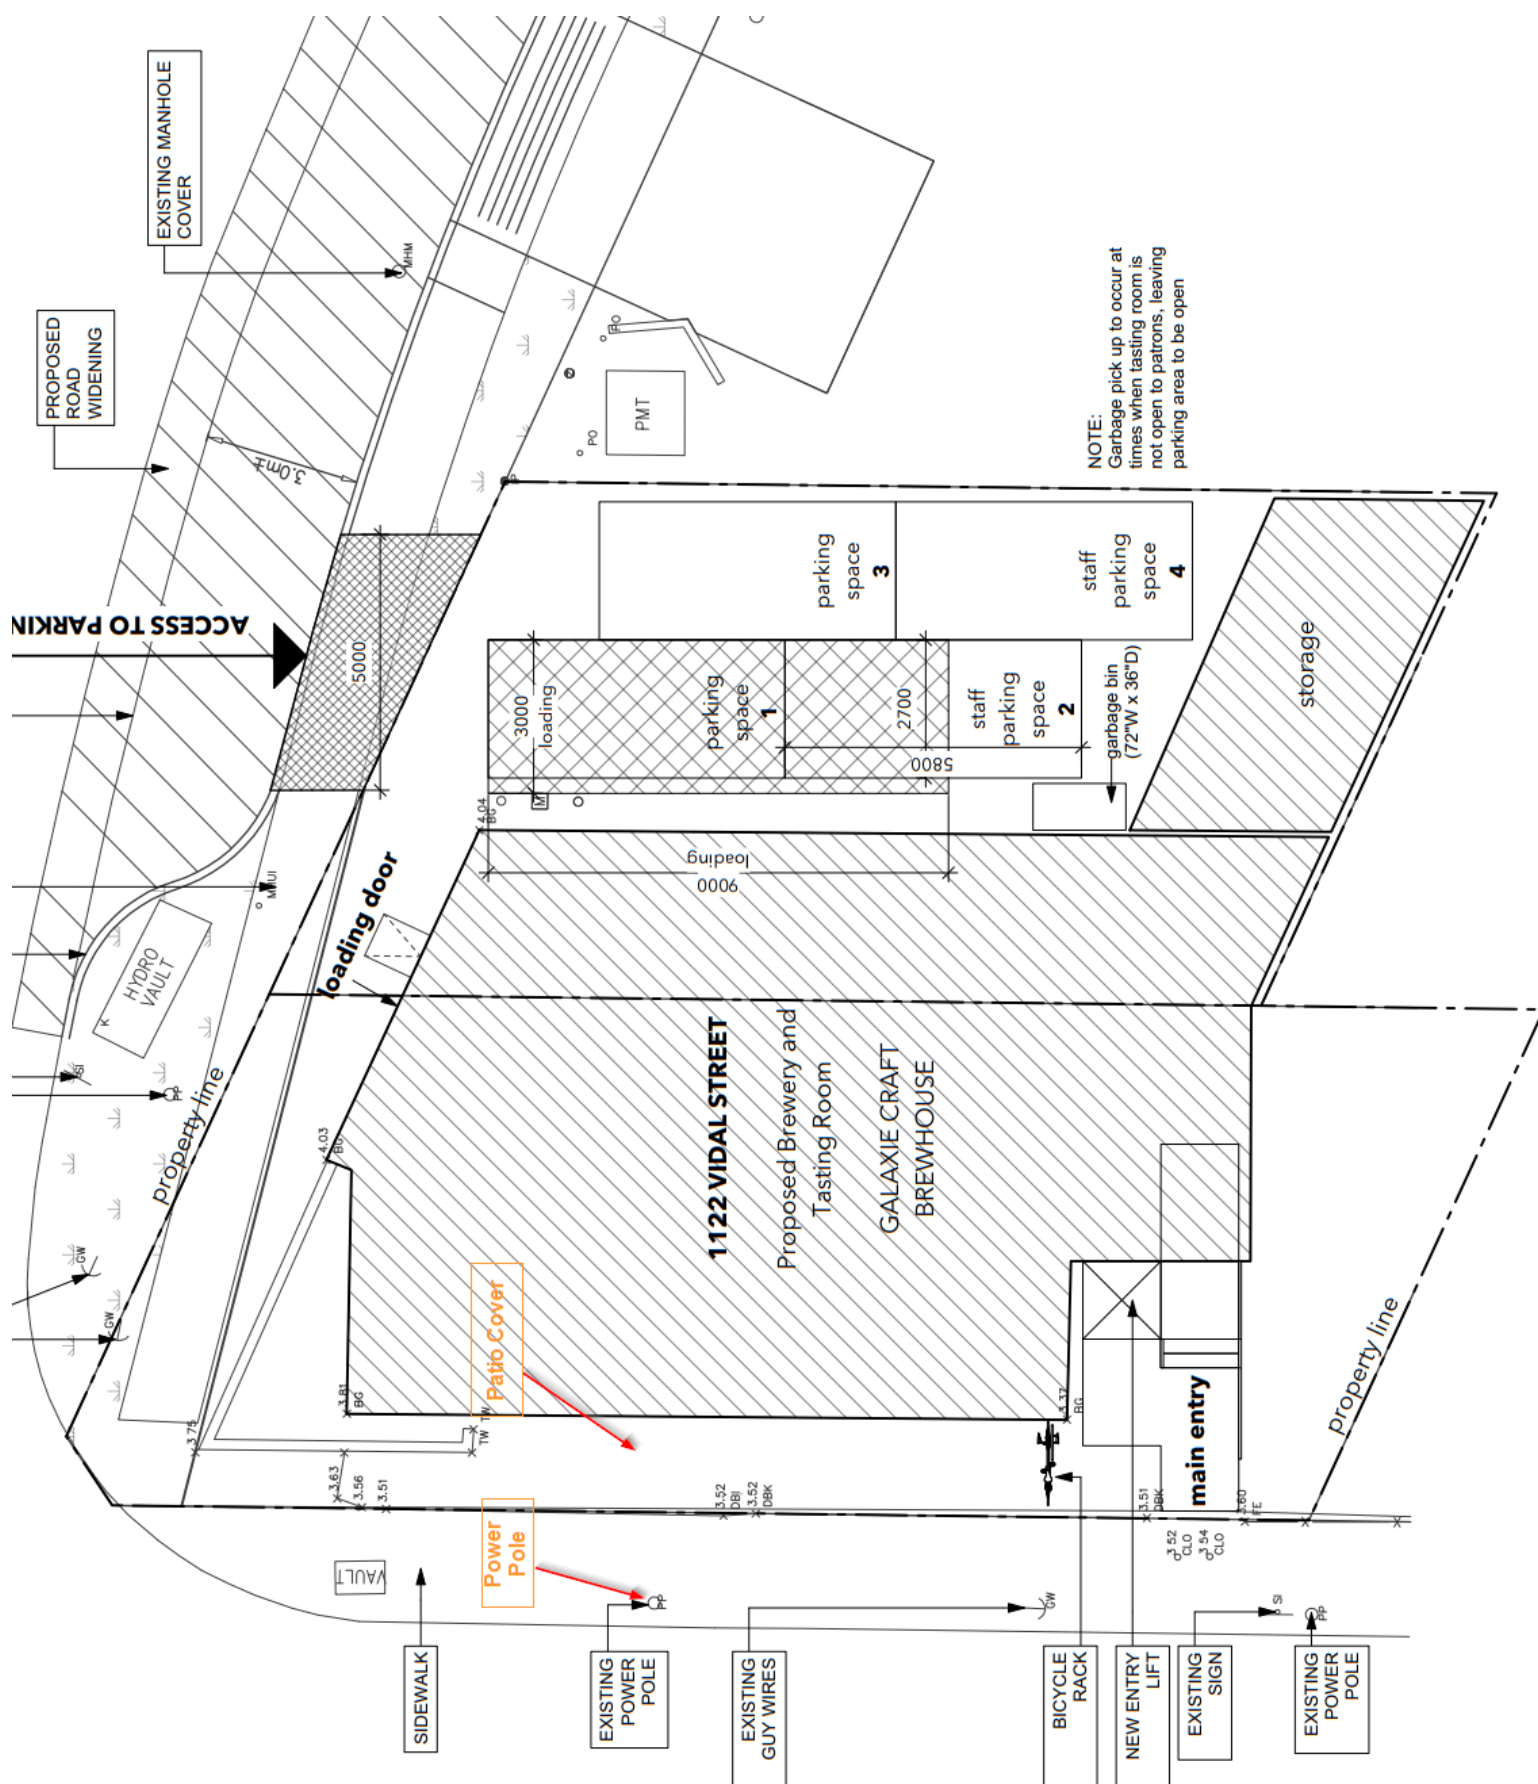 EXISTING MANHOLE
COVER
PROPOSED
ROAD
WIDENING
MHM
3.0m±
ACCESS TO PARKIN
5000
PO
PO
PMT
NOTE:
Garbage pick up to occur at
times when tasting room is
not open to patrons, leaving
parking area to be open
parking
space
3
staff
parking
space
4
3000
loading
parking
space
1
2700
staff
parking
space
2
5800
garbage bin
(72"W x 36"D)
storage
4.04
BG
M
9000
loading
loading door
HYDRO
VAULT
K
SI
PP
property line
GW
GW
4.03
BG
1122 VIDAL STREET
Proposed Brewery and
Tasting Room
GALAXIE CRAFT
BREWHOUSE
Patio Cover
3.81
BG
TW
TW
3.75
3.63
3.56
3.51
3.52
DBI
3.52
DBK
3.37
BG
main entry
3.51
DBK
3.52
CLO
3.54
CLO
3.60
FE
property line
VAULT
Power
Pole
PP
GW
SI
PP
SIDEWALK
EXISTING
POWER
POLE
EXISTING
GUY WIRES
BICYCLE
RACK
NEW ENTRY
LIFT
EXISTING
SIGN
EXISTING
POWER
POLE